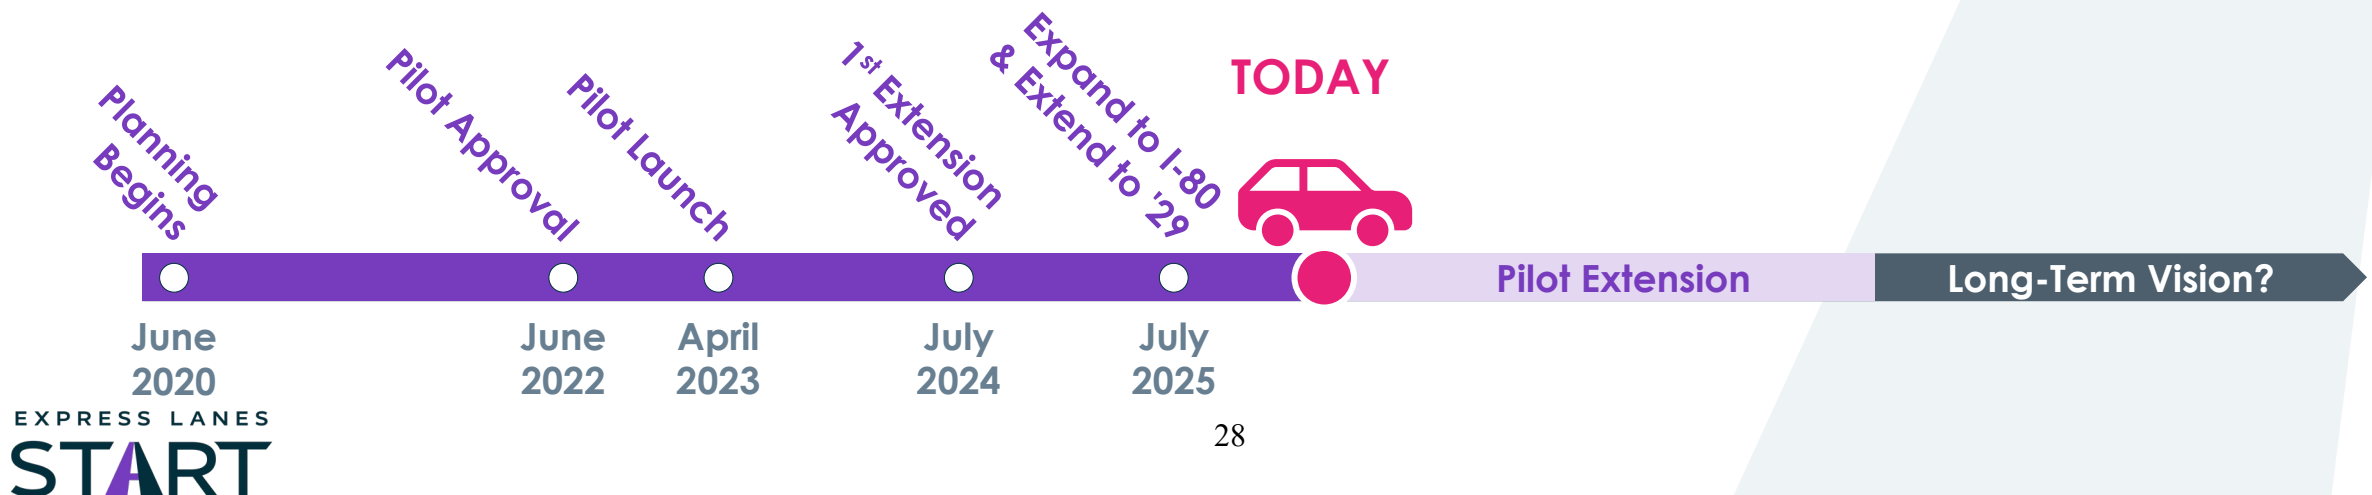 Planning
Begins
Pilot Approval
Pilot Launch
1st Extension
Approved
Expand to I-80
& Extend to '29
TODAY
Pilot Extension
Long-Term Vision?
June
2020
June
2022
April
2023
July
2024
July
2025
EXPRESS LANES
START
28